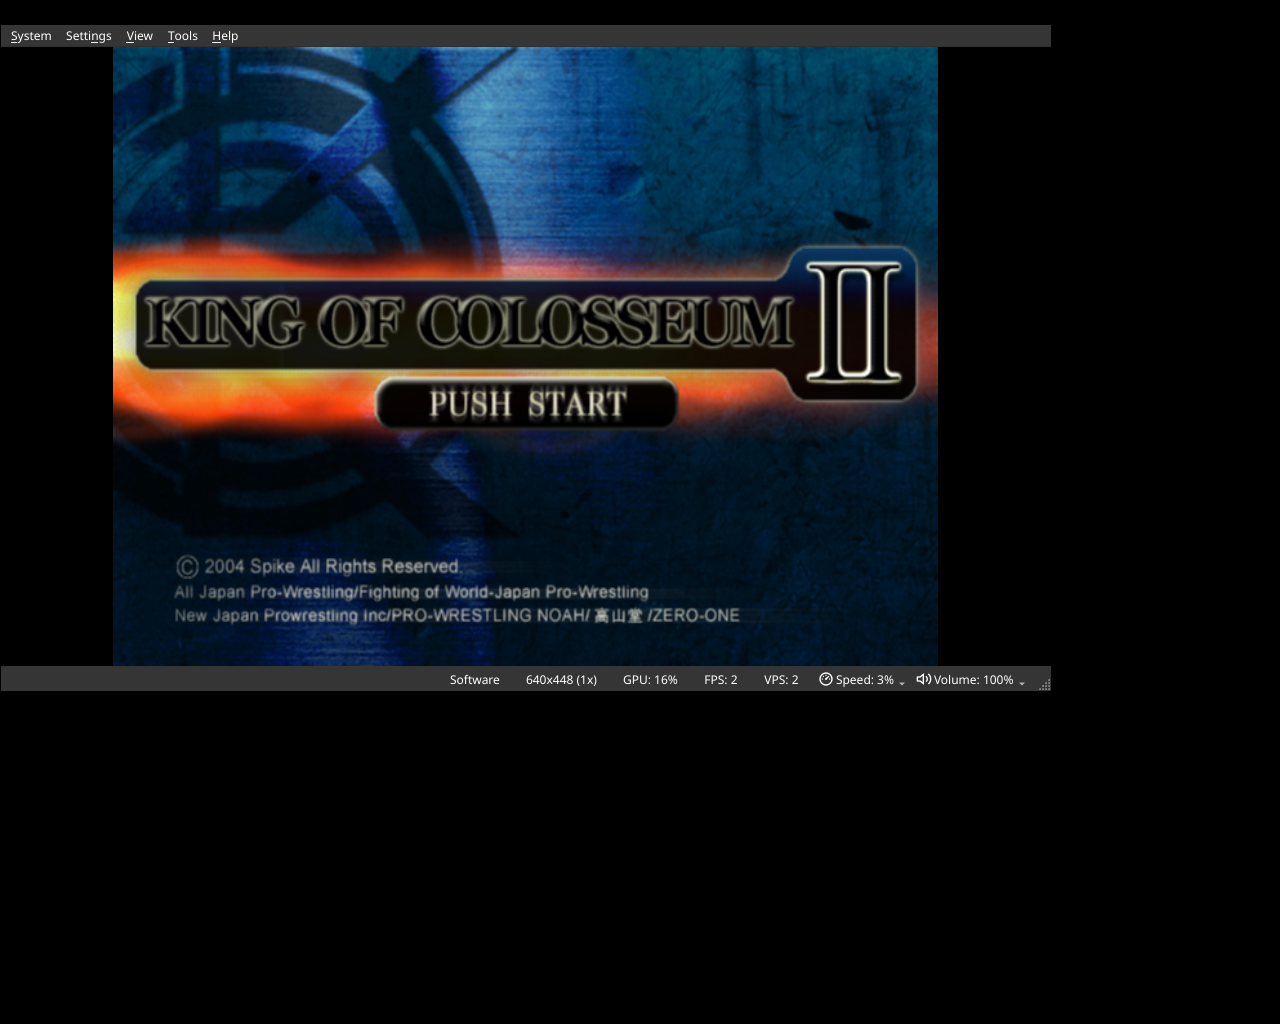 System Settings View Tools Help
KING OF COLOSSEUM II
PUSH START
© 2004 Spike All Rights Reserved.
All Japan Pro-Wrestling/Fighting of World-Japan Pro-Wrestling
New Japan Prowrestling Inc/PRO-WRESTLING NOAH/ 高山堂 /ZERO-ONE
Software 640x448 (1x) GPU: 16% FPS: 2 VPS: 2 Speed: 3% Volume: 100%